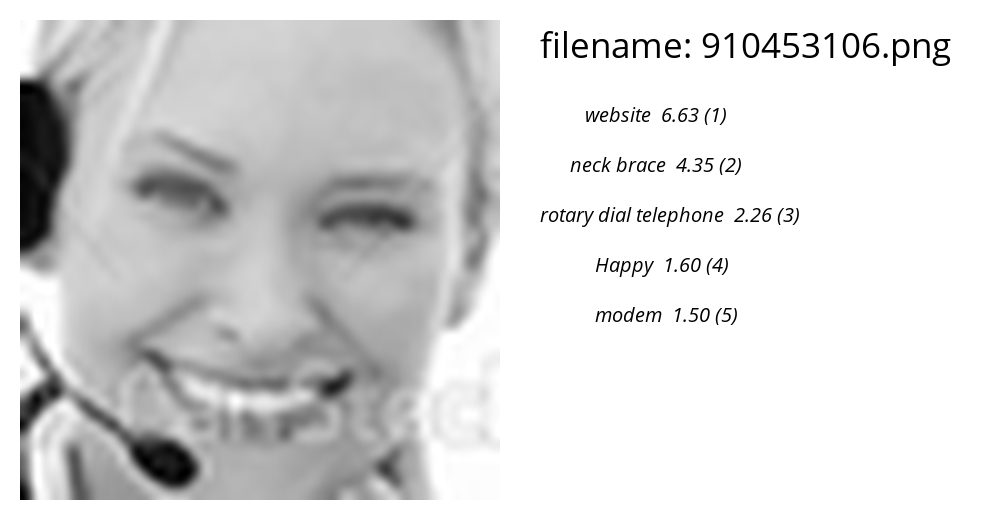 filename: 910453106.png
website 6.63 (1)
neck brace 4.35 (2)
rotary dial telephone 2.26 (3)
Happy 1.60 (4)
modem 1.50 (5)